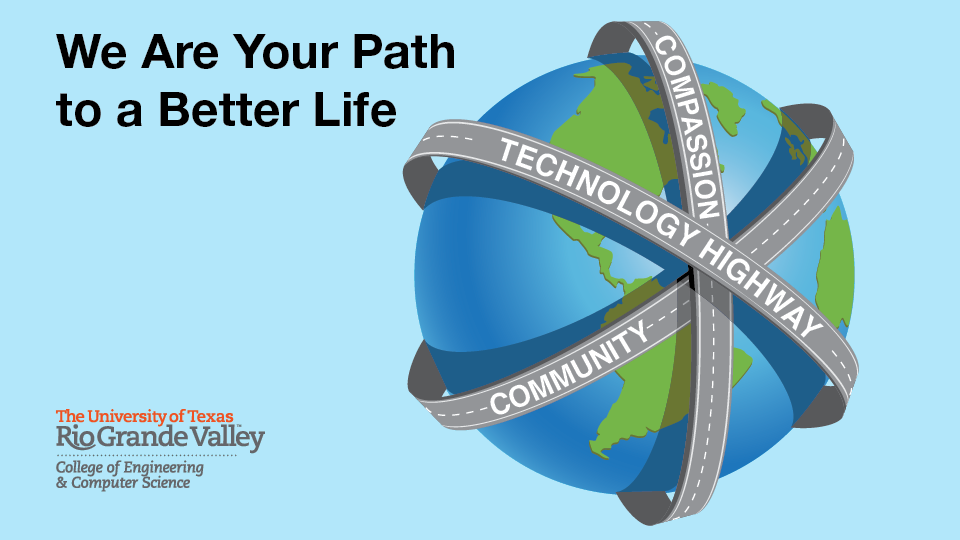 We Are Your Path
to a Better Life
COMPASSION
TECHNOLOGY HIGHWAY
COMMUNITY
The University of Texas
Rio Grande Valley™
College of Engineering
& Computer Science